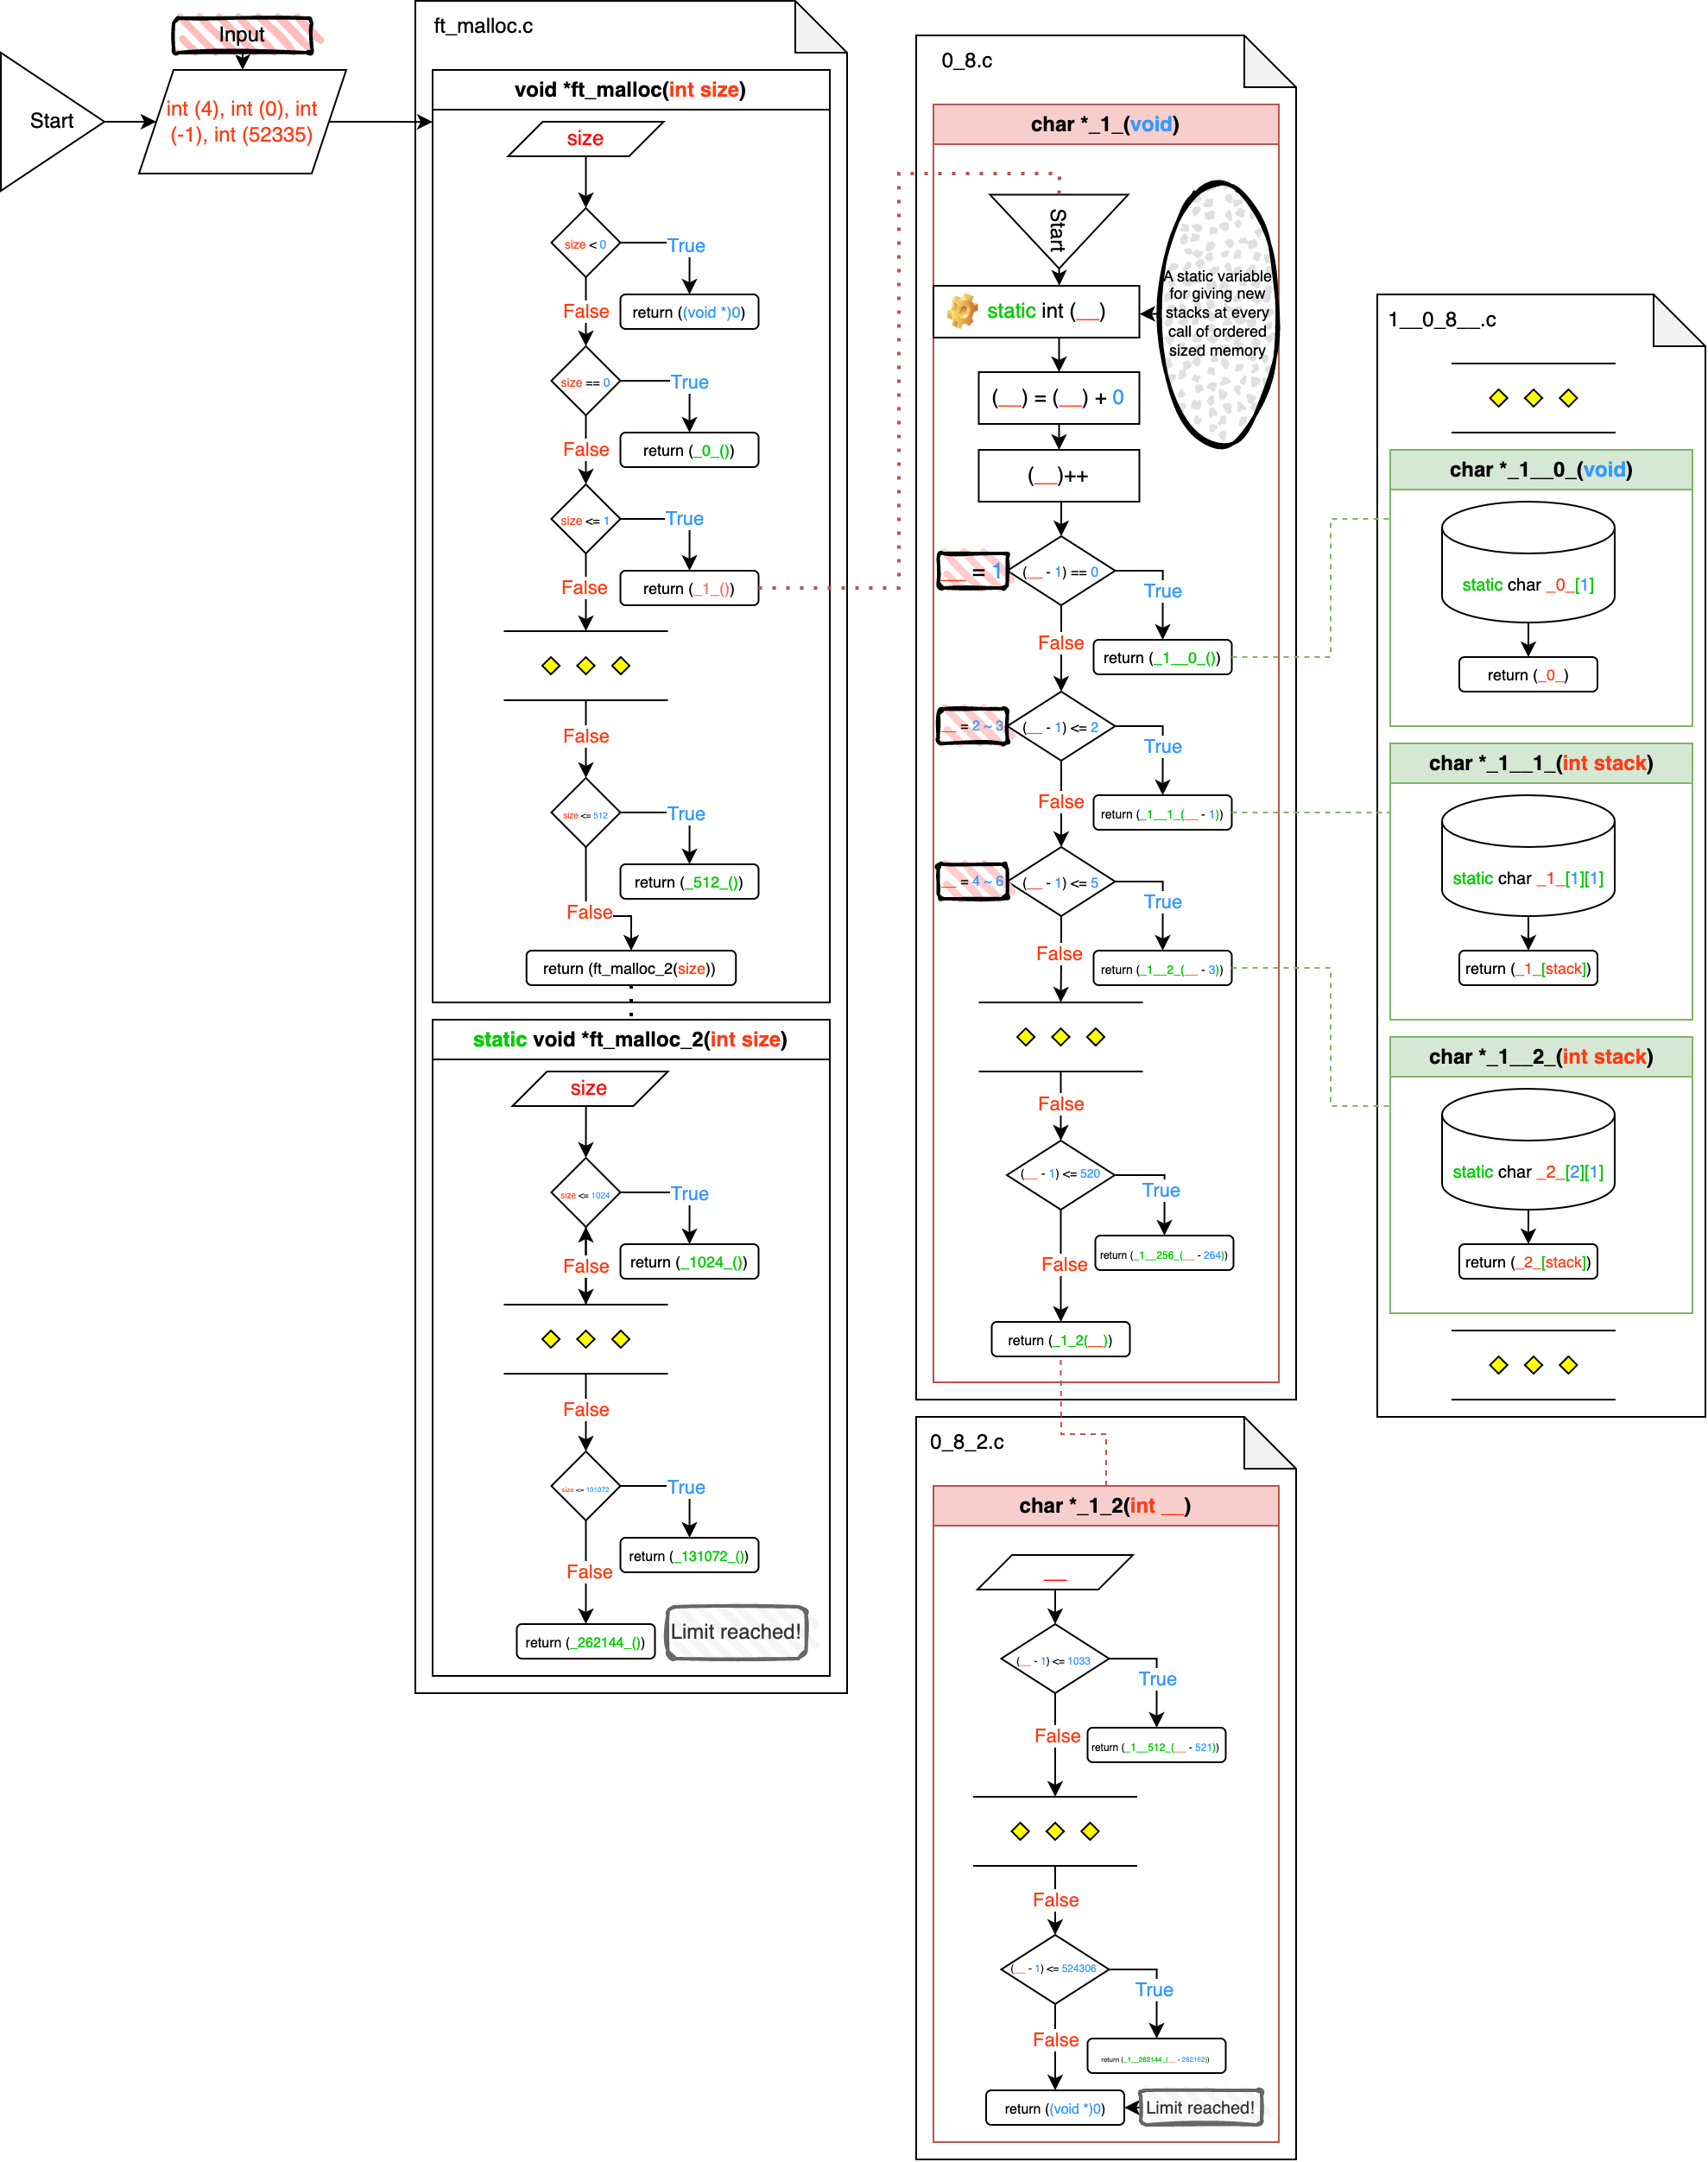 Input
Start
int (4), int (0), int
(-1), int (52335)
ft_malloc.c
void *ft_malloc(int size)
size
size < 0
True
False
return ((void *)0)
size == 0
True
False
return (_0_())
size <= 1
True
False
return (_1_())
False
size <= 512
True
return (_512_())
False
return (ft_malloc_2(size))
static void *ft_malloc_2(int size)
size
size <= 1024
True
False
return (_1024_())
False
size <= 131072
True
return (_131072_())
False
return (_262144_())
Limit reached!
0_8.c
char *_1_(void)
Start
A static variable
for giving new
stacks at every
call of ordered
sized memory
static int (__)
(__) = (__) + 0
(__)++
__ = 1
(__ - 1) == 0
True
False
return (_1__0_())
__ = 2 ~ 3
(__ - 1) <= 2
True
False
return (_1__1_(__ - 1))
__ = 4 ~ 6
(__ - 1) <= 5
True
False
return (_1__2_(__ - 3))
False
(__ - 1) <= 520
True
return (_1__256_(__ - 264))
False
return (_1_2(__))
0_8_2.c
char *_1_2(int __)
__
(__ - 1) <= 1033
True
False
return (_1__512_(__ - 521))
False
(__ - 1) <= 524306
True
False
return (_1__262144_(__ - 262162))
return ((void *)0)
Limit reached!
1__0_8__.c
char *_1__0_(void)
static char _0_[1]
return (_0_)
char *_1__1_(int stack)
static char _1_[1][1]
return (_1_[stack])
char *_1__2_(int stack)
static char _2_[2][1]
return (_2_[stack])